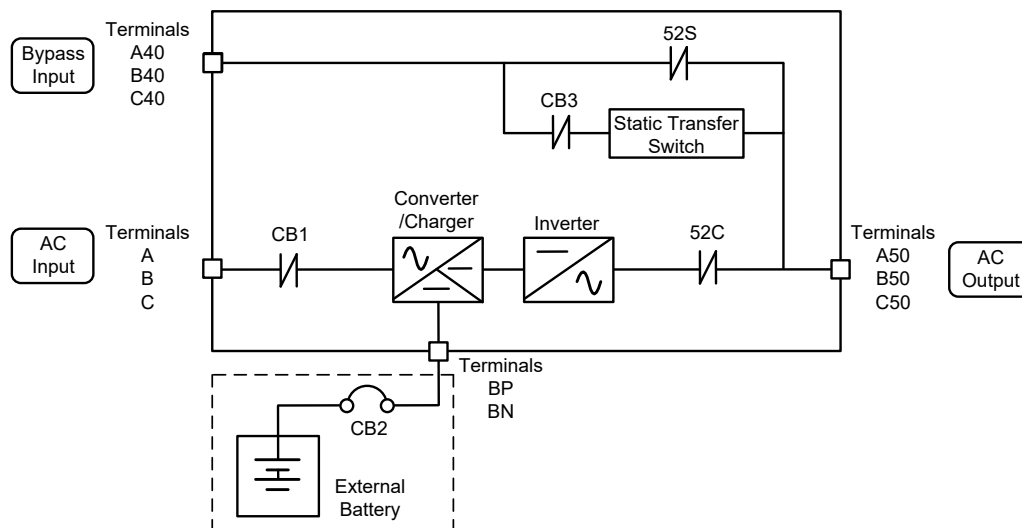 Bypass
Input
Terminals
A40
B40
C40
52S
CB3
Static Transfer
Switch
AC
Input
Terminals
A
B
C
CB1
Converter
/Charger
Inverter
52C
Terminals
A50
B50
C50
AC
Output
Terminals
BP
BN
CB2
External
Battery